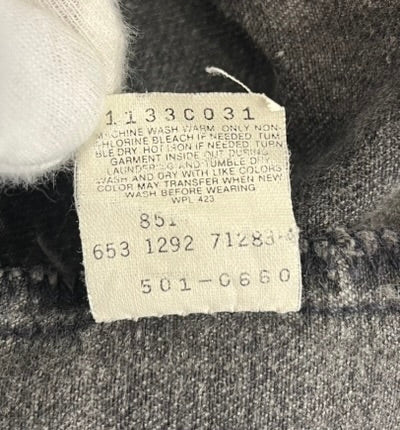 11330031
MACHINE WASH WARM. ONLY NON-
CHLORINE BLEACH IF NEEDED. TUM
BLE DRY. HOT IRON IF NEEDED. TURN
GARMENT INSIDE OUT DURING
LAUNDERING AND TUMBLE DRY.
WASH AND DRY WITH LIKE COLORS
COLOR MAY TRANSFER WHEN NEW
WASH BEFORE WEARING
WPL 423
851
653 1292 71283-4
501-0660